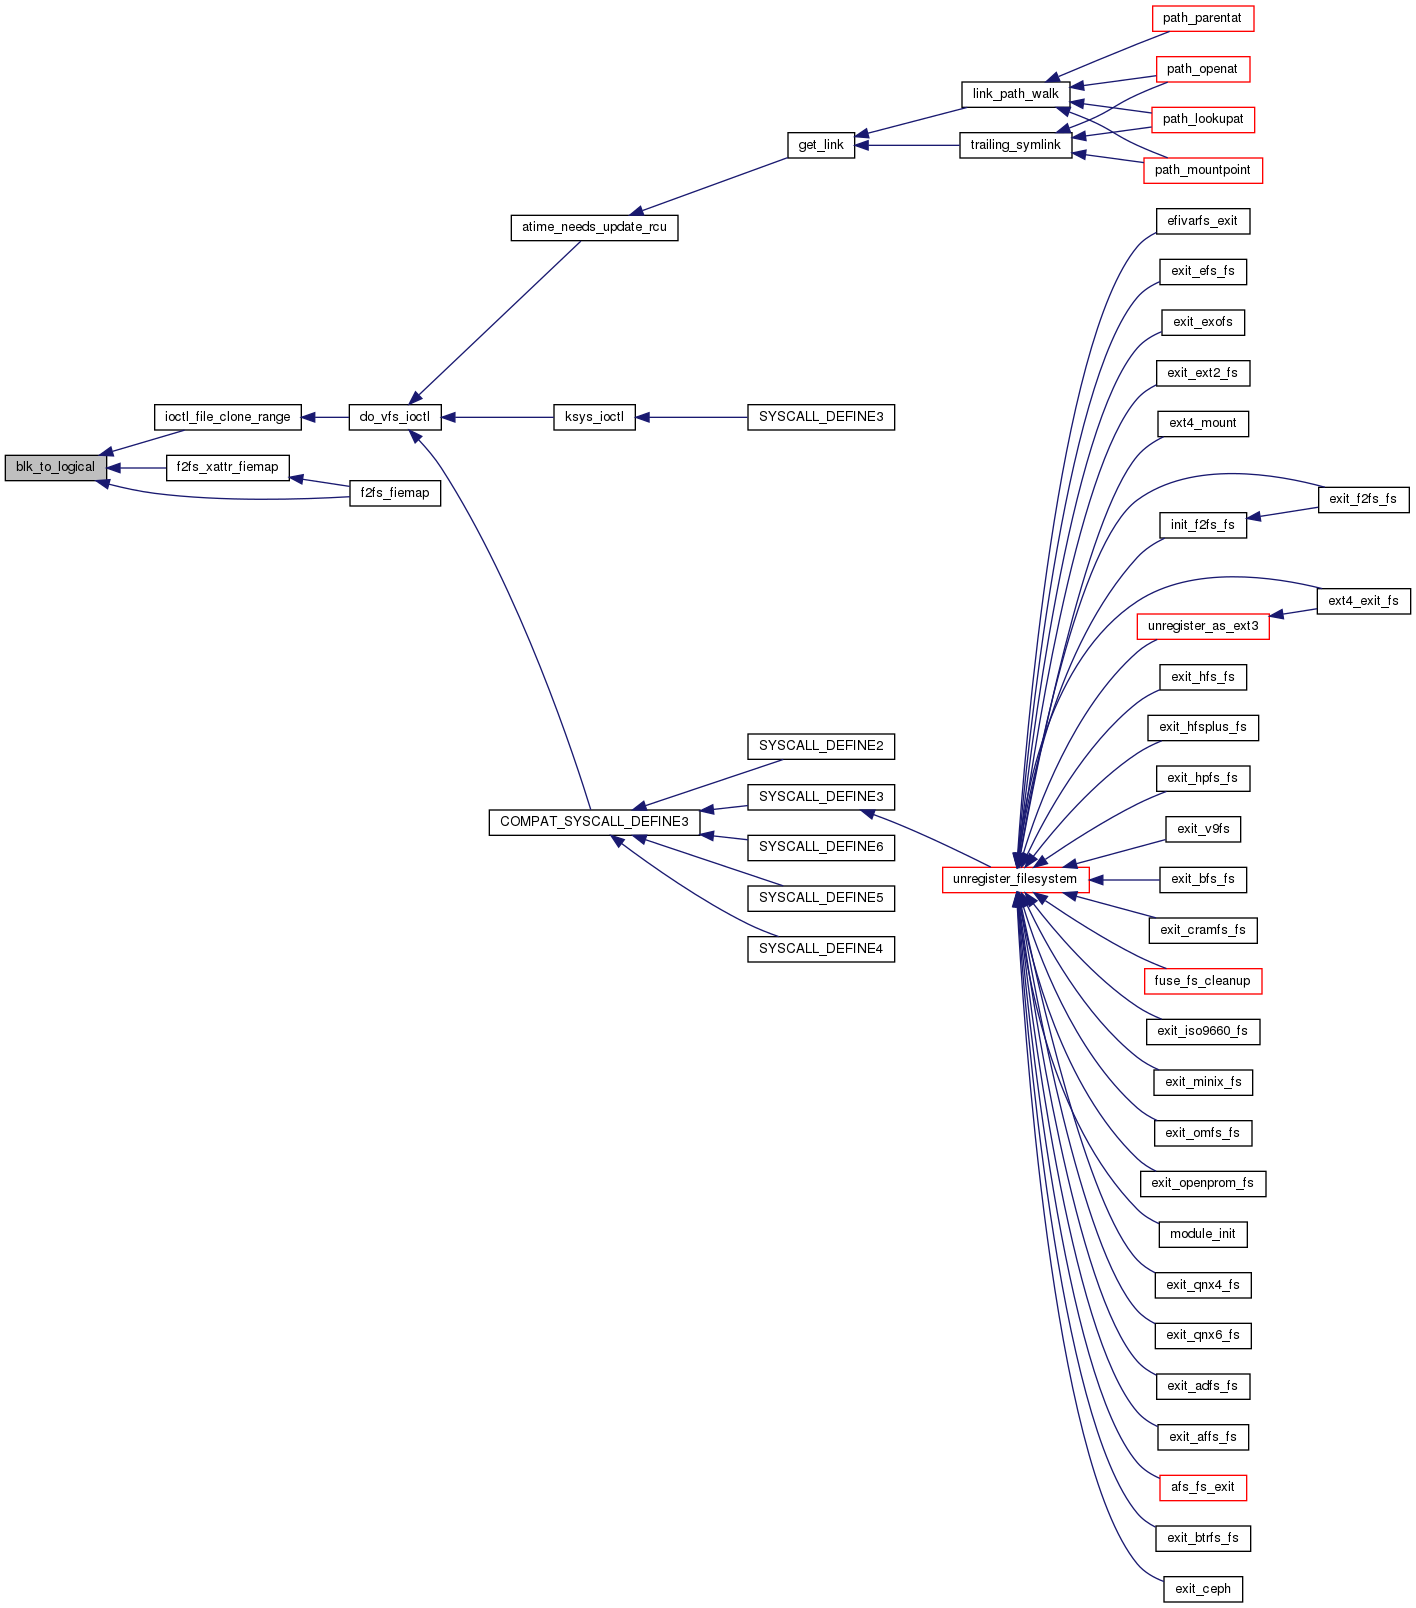 path_parentat
path_openat
link_path_walk
path_lookupat
get_link
trailing_symlink
path_mountpoint
efivarfs_exit
atime_needs_update_rcu
exit_efs_fs
exit_exofs
exit_ext2_fs
ioctl_file_clone_range
do_vfs_ioctl
ksys_ioctl
SYSCALL_DEFINE3
ext4_mount
blk_to_logical
f2fs_xattr_fiemap
f2fs_fiemap
exit_f2fs_fs
init_f2fs_fs
ext4_exit_fs
unregister_as_ext3
exit_hfs_fs
exit_hfsplus_fs
SYSCALL_DEFINE2
exit_hpfs_fs
SYSCALL_DEFINE3
COMPAT_SYSCALL_DEFINE3
exit_v9fs
SYSCALL_DEFINE6
unregister_filesystem
exit_bfs_fs
SYSCALL_DEFINE5
exit_cramfs_fs
SYSCALL_DEFINE4
fuse_fs_cleanup
exit_iso9660_fs
exit_minix_fs
exit_omfs_fs
exit_openprom_fs
module_init
exit_qnx4_fs
exit_qnx6_fs
exit_adfs_fs
exit_affs_fs
afs_fs_exit
exit_btrfs_fs
exit_ceph